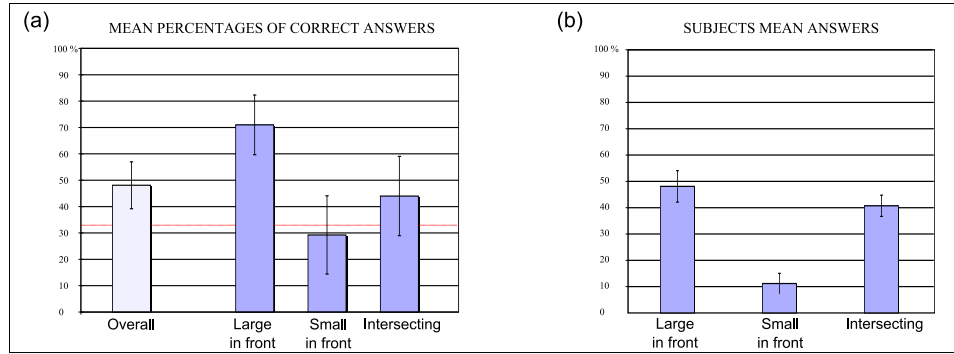 (a)
MEAN PERCENTAGES OF CORRECT ANSWERS
100 %
90
80
70
60
50
40
30
20
10
0
Overall
Large
in front
Small
in front
Intersecting
(b)
SUBJECTS MEAN ANSWERS
100 %
90
80
70
60
50
40
30
20
10
0
Large
in front
Small
in front
Intersecting